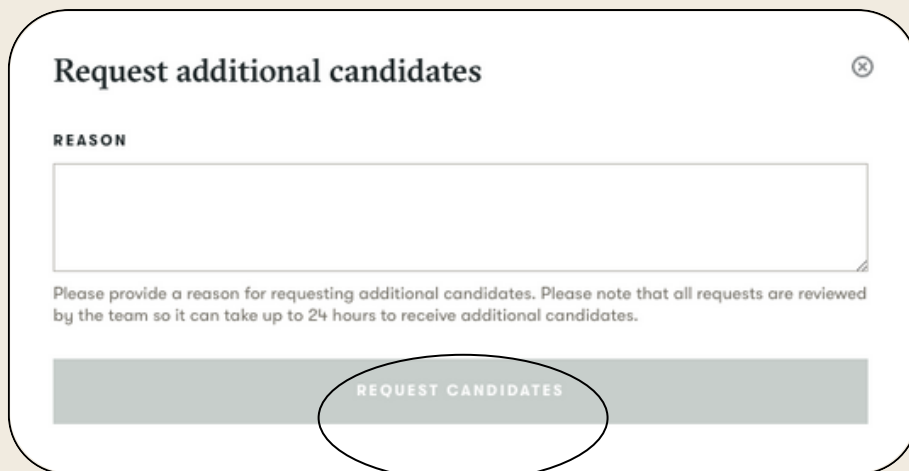 Request additional candidates
REASON
Please provide a reason for requesting additional candidates. Please note that all requests are reviewed
by the team so it can take up to 24 hours to receive additional candidates.
REQUEST CANDIDATES